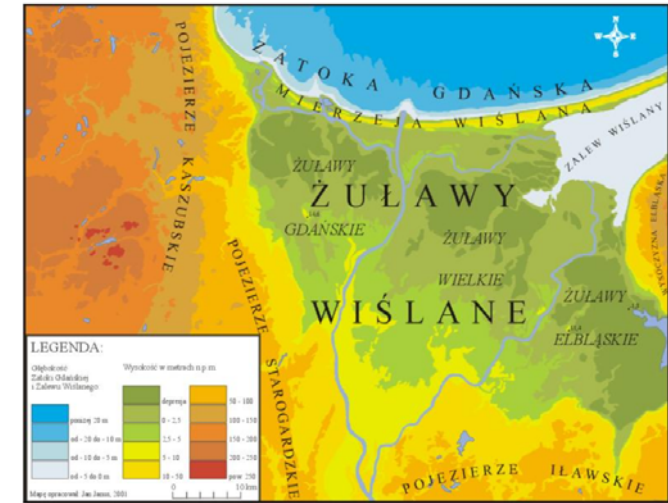 ZATOKA GDAŃSKA
MIERZEJA WIŚLANA
ZALEW WIŚLANY
POJEZIERZE KASZUBSKIE
ŻUŁAWY
GDAŃSKIE
ŻUŁAWY
WIŚLANE
ŻUŁAWY
WIELKIE
ŻUŁAWY
ELBLĄSKIE
WYSOCZYZNA ELBLĄSKA
POJEZIERZE STAROGARDZKIE
POJEZIERZE IŁAWSKIE
N
W E
S
LEGENDA:
Głębokość
Zatoki Gdańskiej
i Zalewu Wiślanego
poniżej 20 m
od -20 do -10 m
od -10 do -5 m
od -5 do 0 m
Wysokość w metrach n.p.m
depresja
0 - 2,5
2,5 - 5
5 - 10
10 - 50
50 - 100
100 - 150
150 - 200
200 - 250
pow 250
0 10 km
Mapę opracował Jan Jamar, 2001